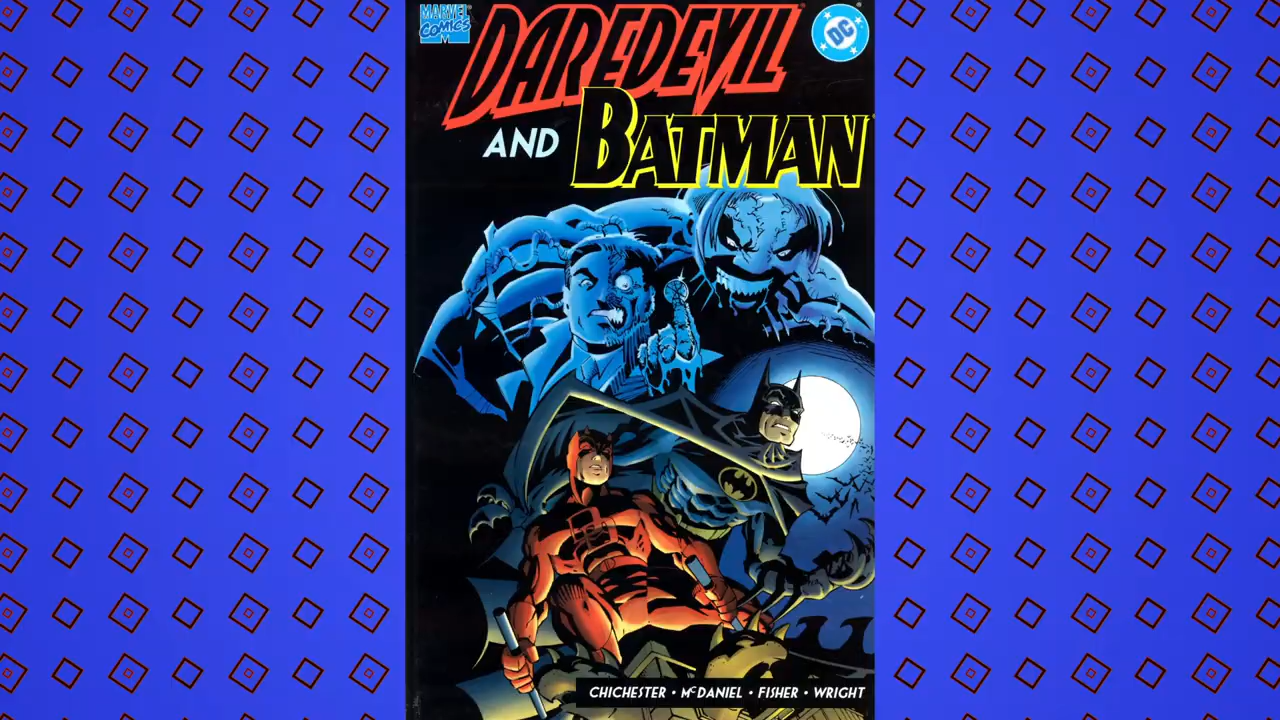 MARVEL
COMICS
M
DAREDEVIL
DC
AND BATMAN
CHICHESTER • McDANIEL • FISHER • WRIGHT